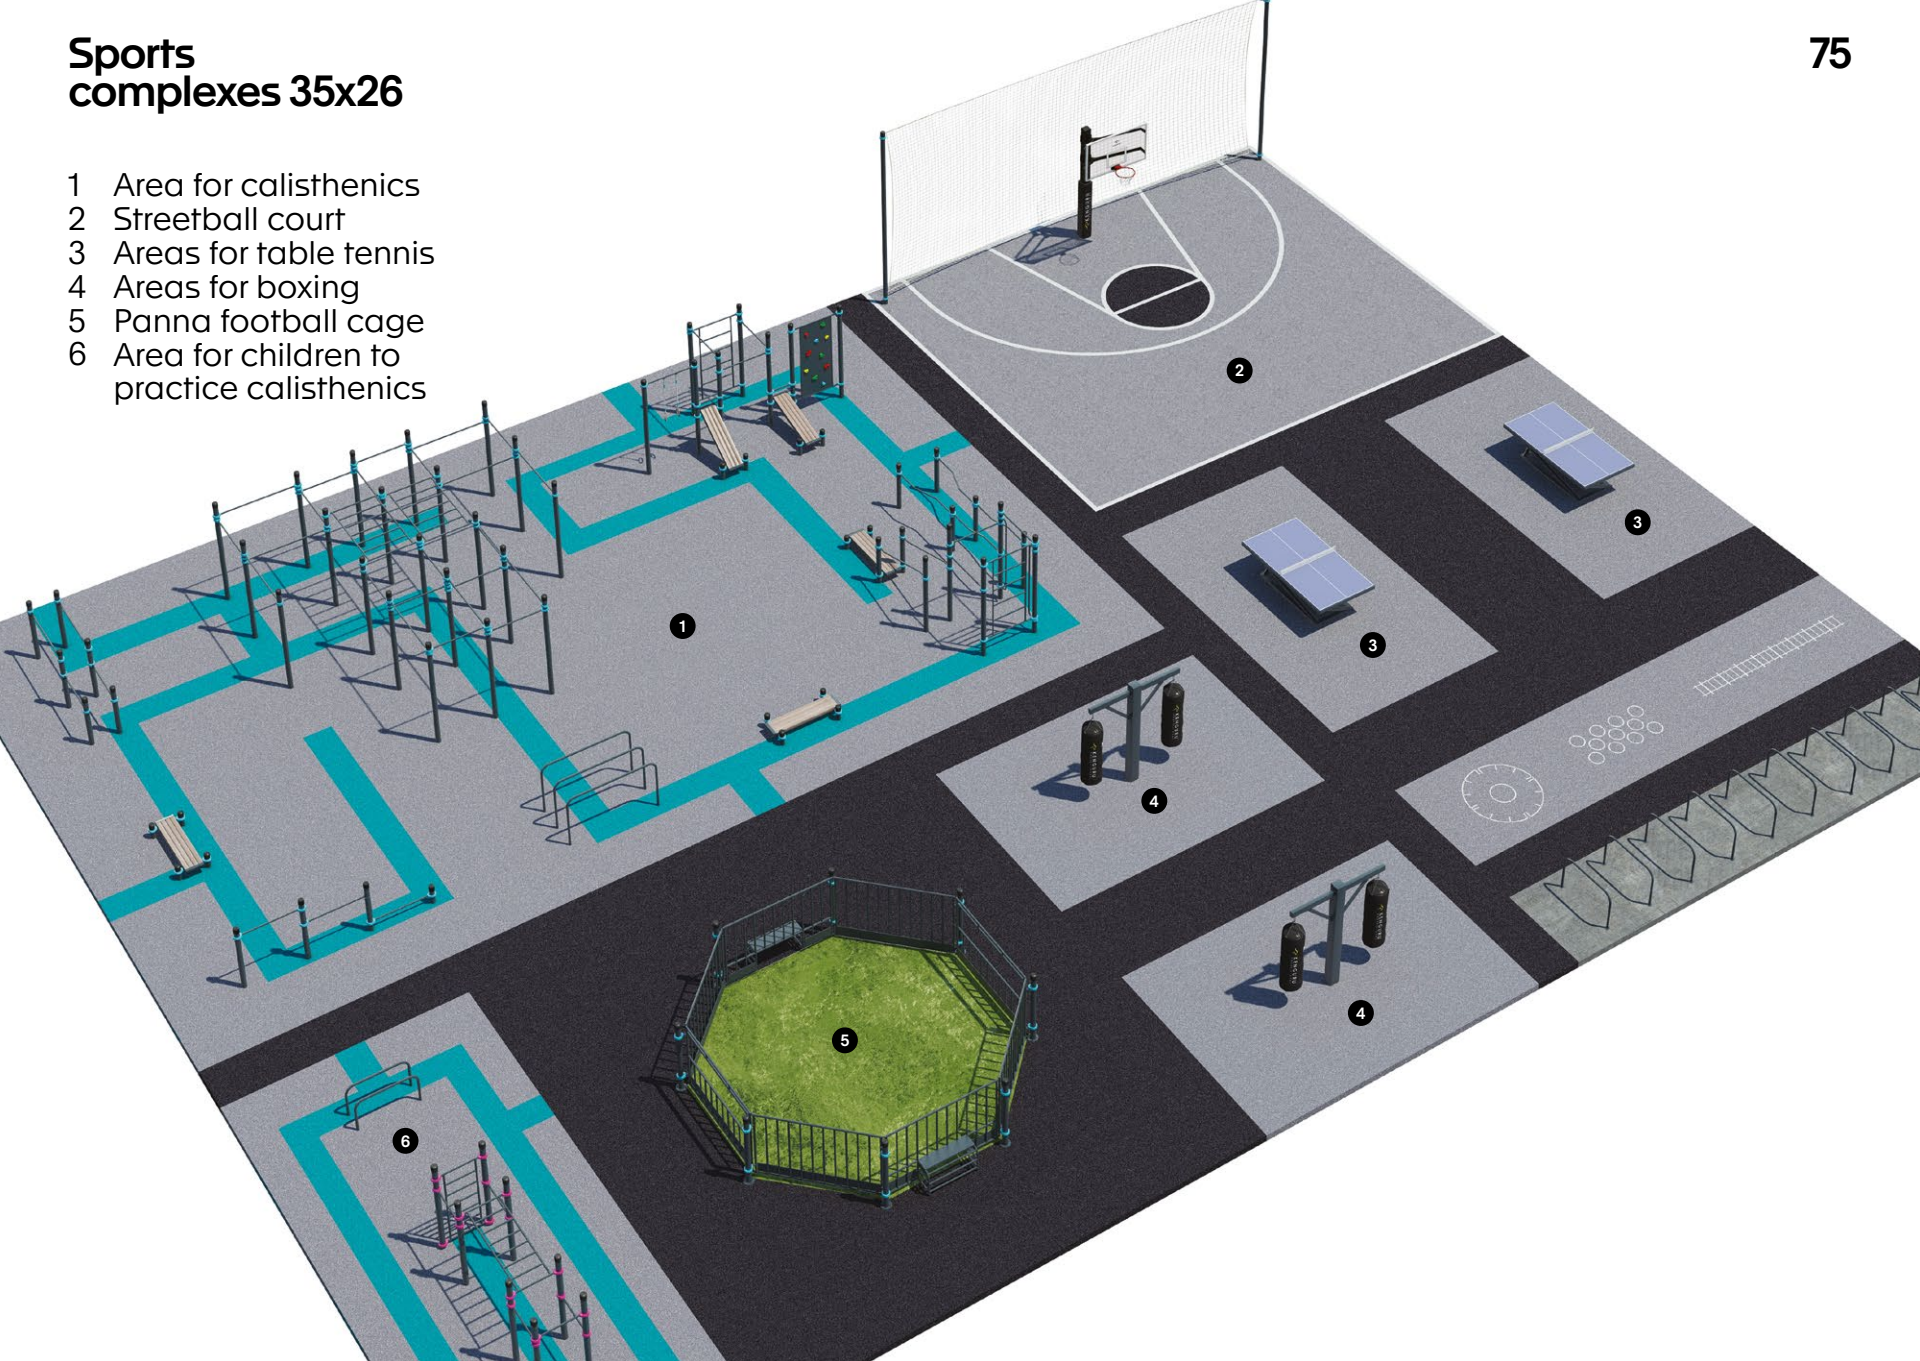 Sports
complexes 35x26
75
1 Area for calisthenics
2 Streetball court
3 Areas for table tennis
4 Areas for boxing
5 Panna football cage
6 Area for children to
practice calisthenics
2
3
3
1
4
4
5
6